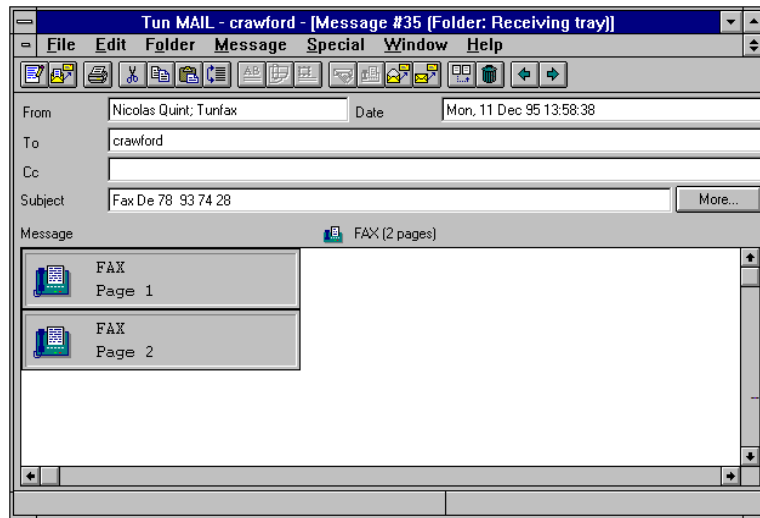 Tun MAIL - crawford - [Message #35 (Folder: Receiving tray)]
File Edit Folder Message Special Window Help
From Nicolas Quint; Tunfax Date Mon, 11 Dec 95 13:58:38
To crawford
Cc
Subject Fax De 78 93 74 28 More...
Message FAX (2 pages)
FAX
Page 1
FAX
Page 2